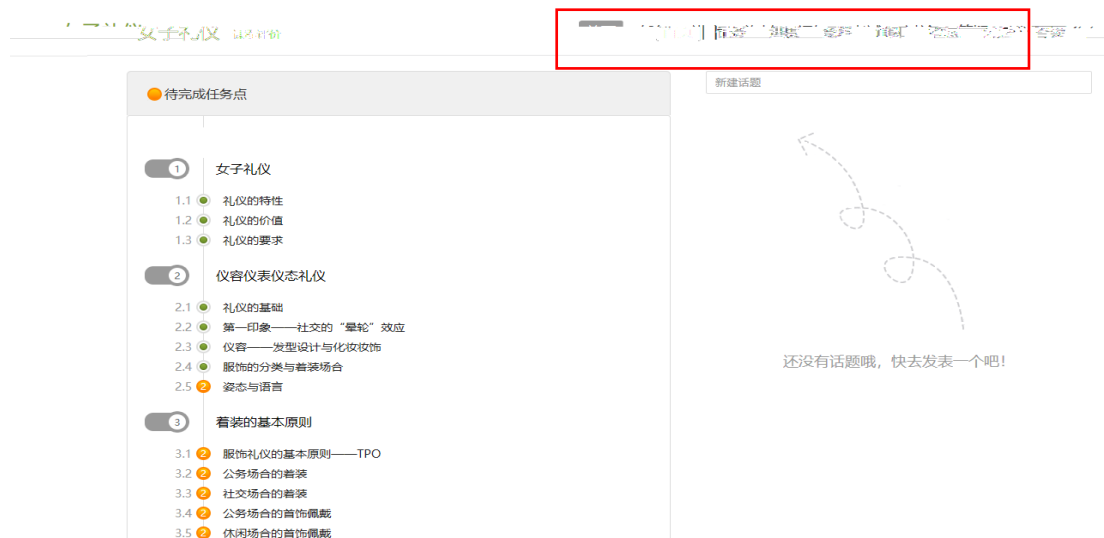 女子礼仪
新建话题
待完成任务点
1 女子礼仪
1.1 礼仪的特性
1.2 礼仪的价值
1.3 礼仪的要求
2 仪容仪表仪态礼仪
2.1 礼仪的基础
2.2 第一印象——社交的“晕轮”效应
2.3 仪容——发型设计与化妆妆饰
2.4 服饰的分类与着装场合
2.5 2 姿态与语言
3 着装的基本原则
3.1 2 服饰礼仪的基本原则——TPO
3.2 2 公务场合的着装
3.3 2 社交场合的着装
3.4 2 公务场合的首饰佩戴
3.5 2 休闲场合的首饰佩戴
还没有话题哦，快去发表一个吧！